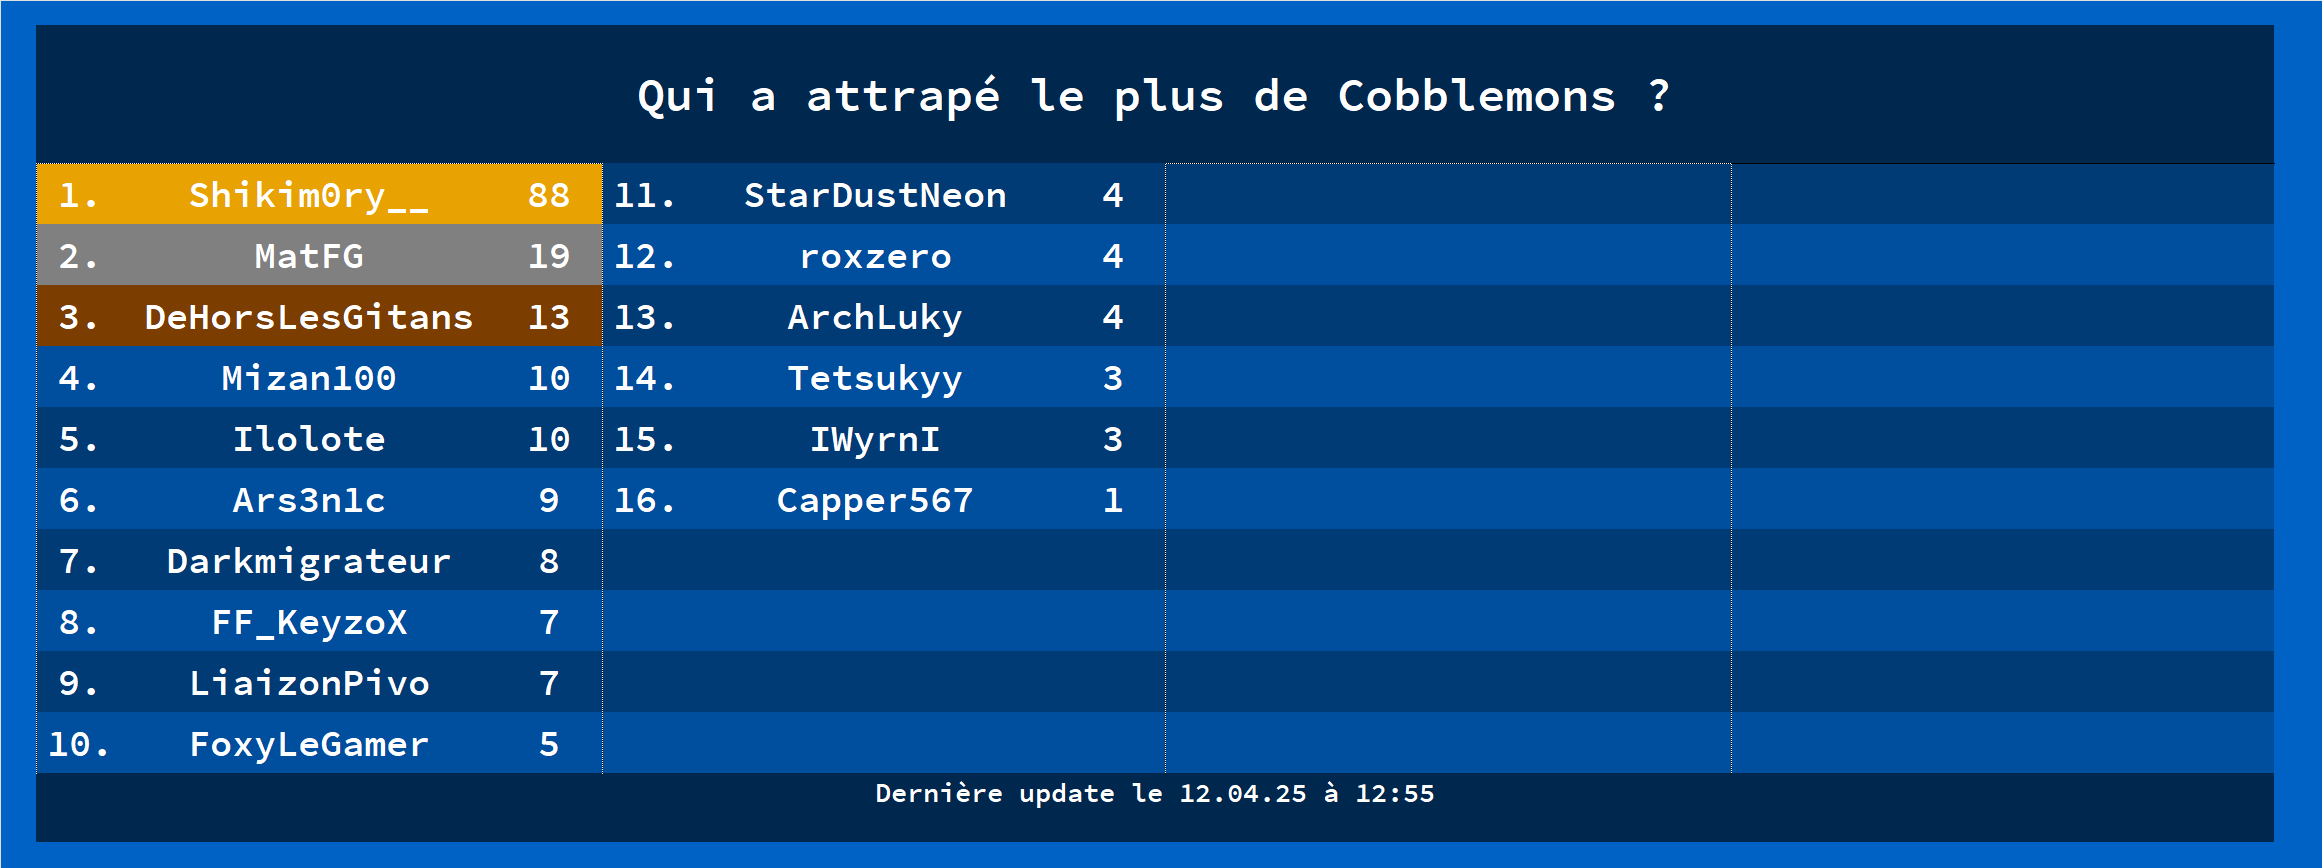 Qui a attrapé le plus de Cobblemons ?
1. Shikim0ry__ 88
2. MatFG 19
3. DeHorsLesGitans 13
4. Mizan100 10
5. Ilolote 10
6. Ars3n1c 9
7. Darkmigrateur 8
8. FF_KeyzoX 7
9. LiaizonPivo 7
10. FoxyLeGamer 5
11. StarDustNeon 4
12. roxzero 4
13. ArchLuky 4
14. Tetsukyy 3
15. IWyrnI 3
16. Capper567 1
Dernière update le 12.04.25 à 12:55